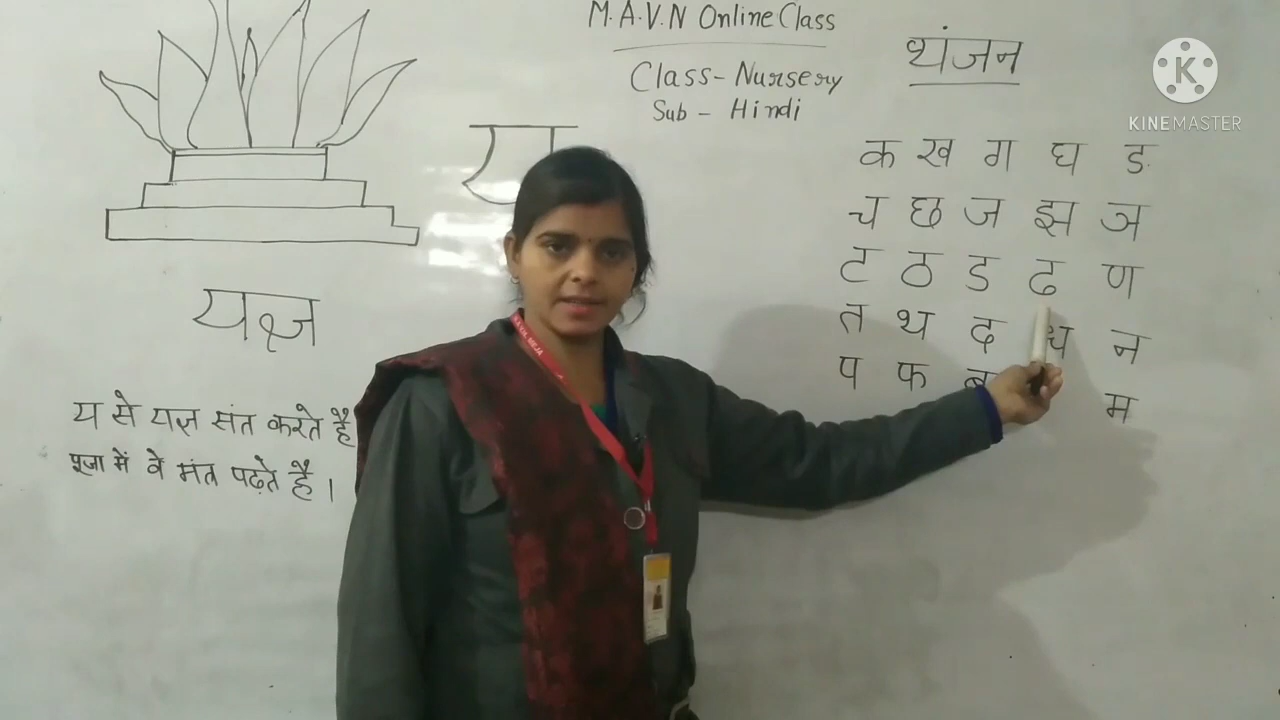 M.A.V.N Online Class
Class - Nursery
Sub - Hindi
व्यंजन
KINEMASTER
क ख ग घ ङ
च छ ज झ ञ
ट ठ ड ढ ण
त थ द ध न
प फ ब म
य
यज्ञ
य से यज्ञ संत करते है
पूजा में वे मंत्र पढ़ते है।